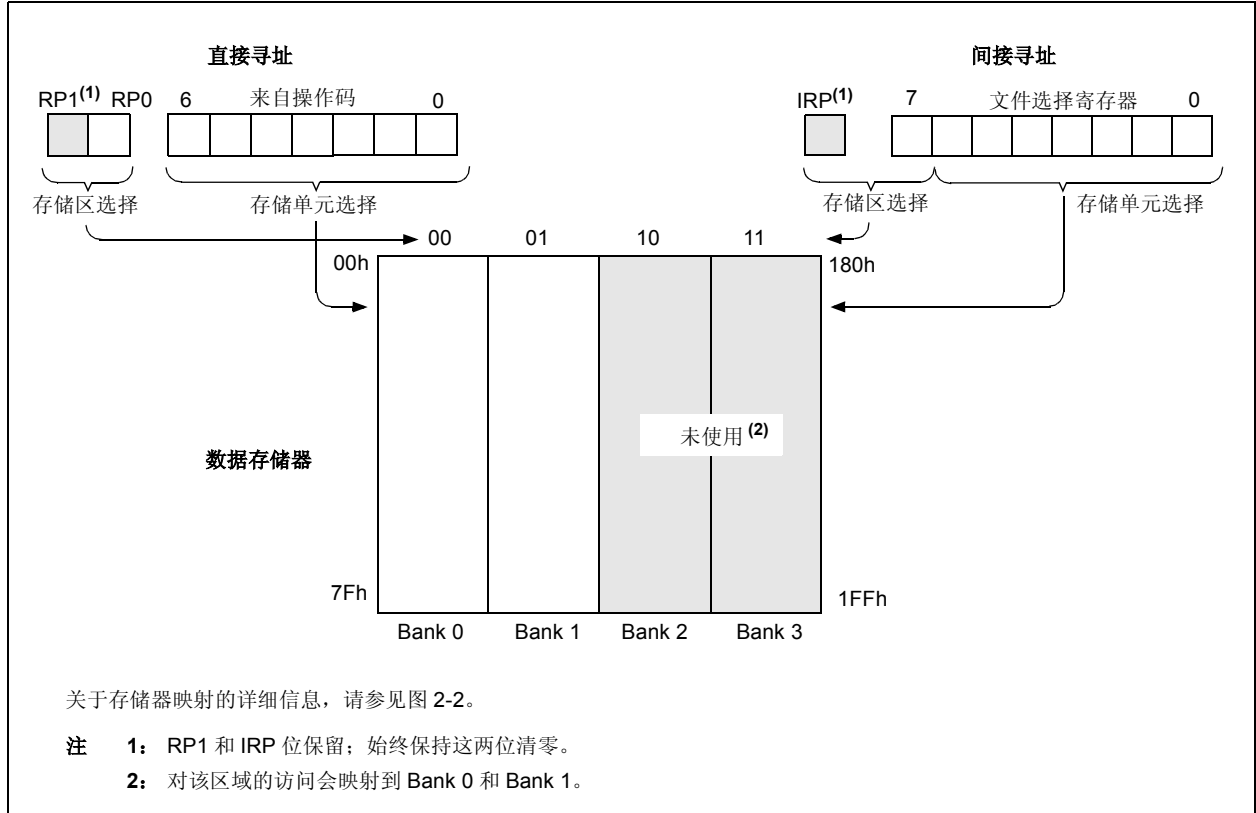 直接寻址
间接寻址
RP1(1) RP0 6 来自操作码 0
IRP(1) 7 文件选择寄存器 0
存储区选择 存储单元选择
存储区选择 存储单元选择
00 01 10 11
00h
180h
未使用(2)
数据存储器
7Fh
1FFh
Bank 0 Bank 1 Bank 2 Bank 3
关于存储器映射的详细信息，请参见图 2-2。
注 1： RP1 和 IRP 位保留；始终保持这两位清零。
2： 对该区域的访问会映射到 Bank 0 和 Bank 1。